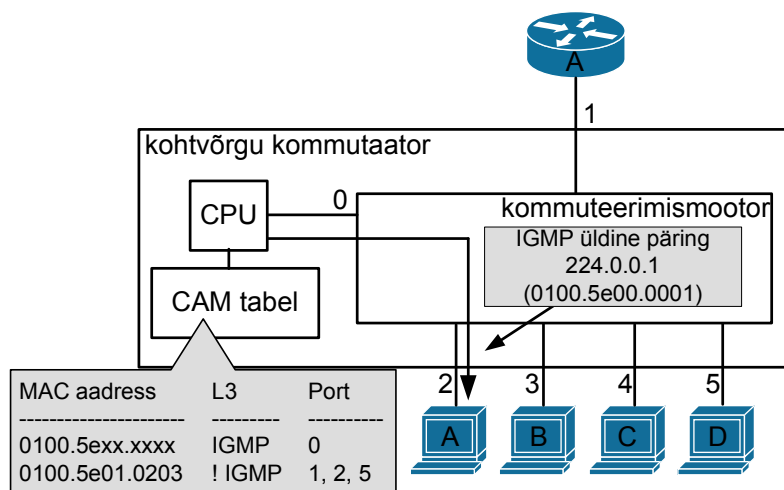 A
1
kohtvõrgu kommutaator
0
CPU
kommuteerimismootor
IGMP üldine päring
224.0.0.1
(0100.5e00.0001)
CAM tabel
2 3 4 5
MAC aadress L3 Port
---------------------- --------- ----------
0100.5exx.xxxx IGMP 0
0100.5e01.0203 ! IGMP 1, 2, 5
A B C D